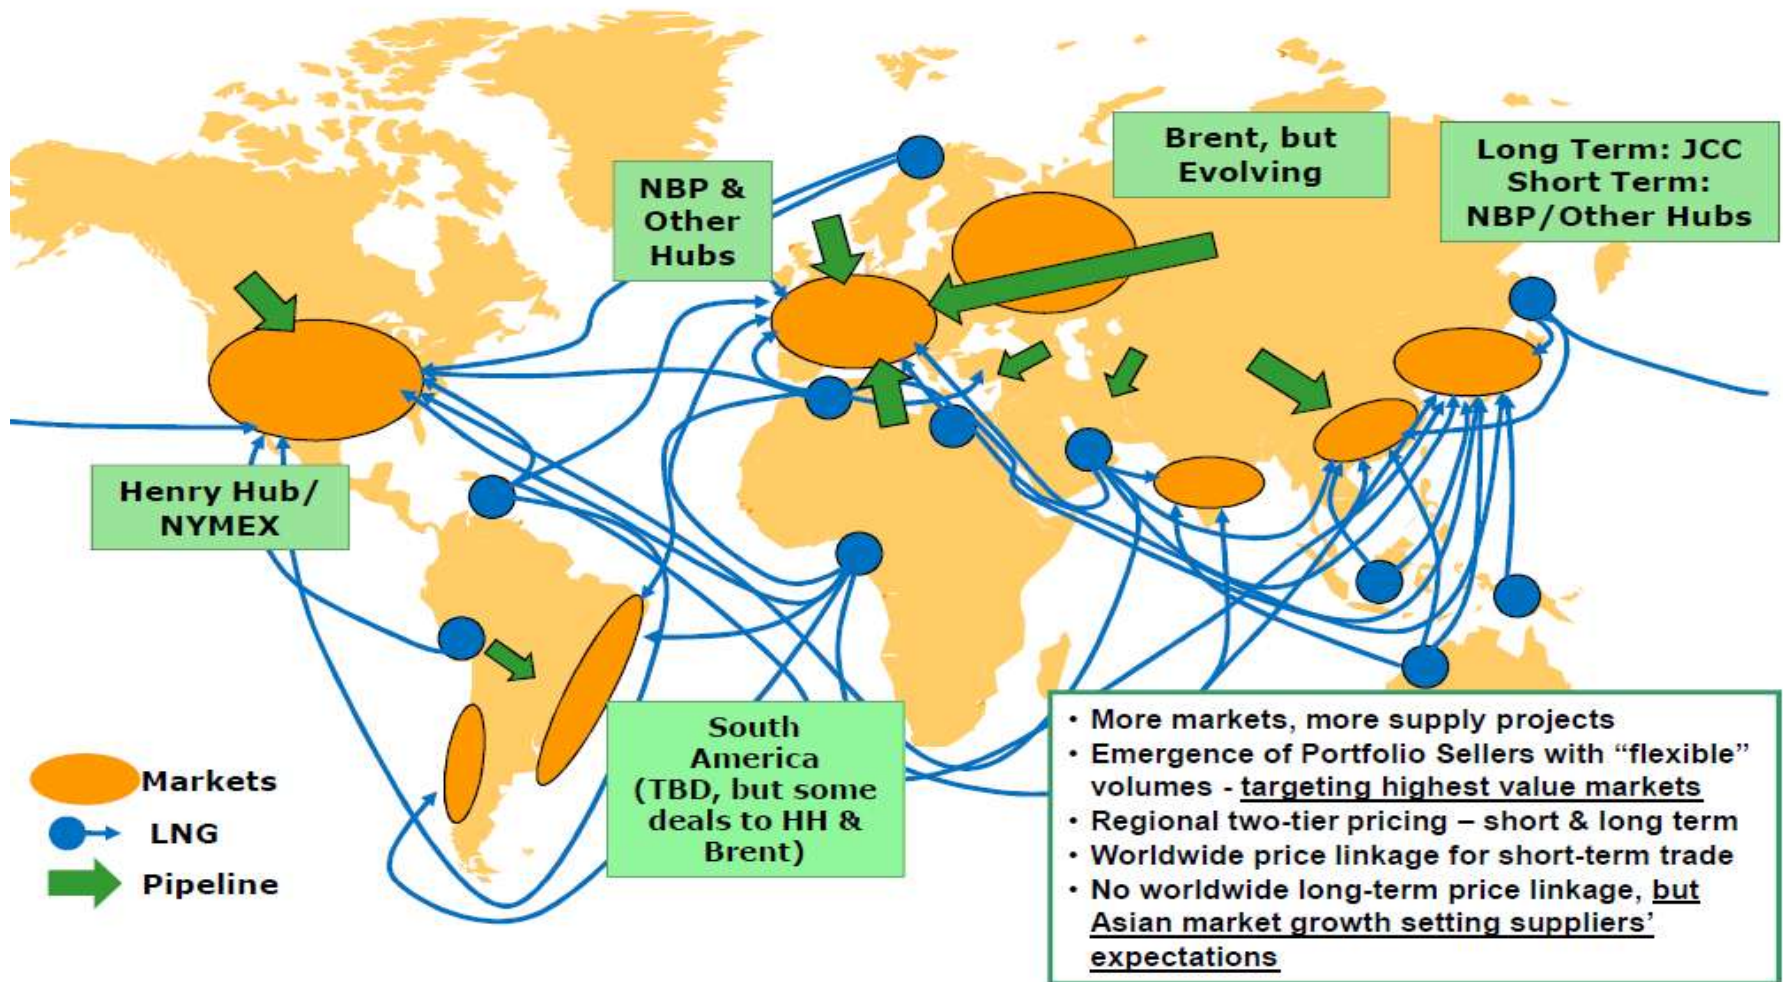 Brent, but
Evolving
Long Term: JCC
Short Term:
NBP/Other Hubs
NBP &
Other
Hubs
Henry Hub/
NYMEX
South
America
(TBD, but some
deals to HH &
Brent)
Markets
LNG
Pipeline
• More markets, more supply projects
• Emergence of Portfolio Sellers with “flexible”
volumes - targeting highest value markets
• Regional two-tier pricing – short & long term
• Worldwide price linkage for short-term trade
• No worldwide long-term price linkage, but
Asian market growth setting suppliers’
expectations